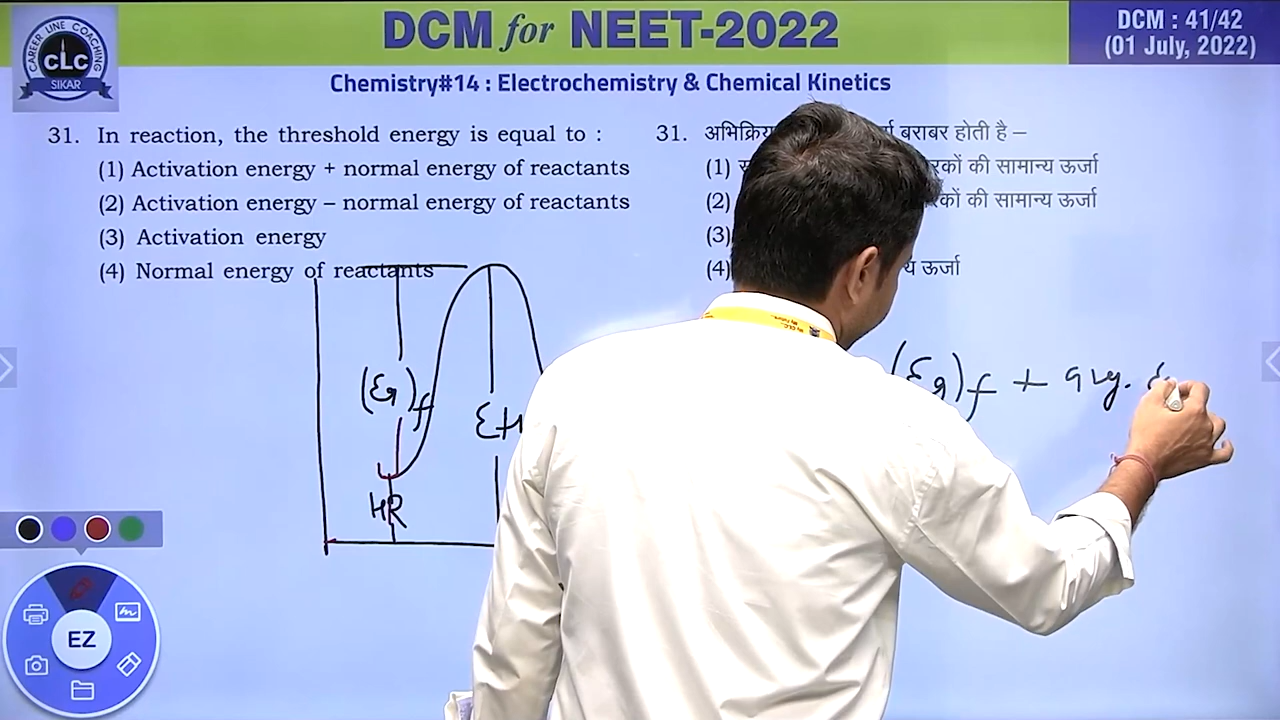 CAREER LINE COACHING
CLC
SIKAR
DCM for NEET-2022
DCM : 41/42
(01 July, 2022)
Chemistry#14 : Electrochemistry & Chemical Kinetics
31. In reaction, the threshold energy is equal to :
(1) Activation energy + normal energy of reactants
(2) Activation energy – normal energy of reactants
(3) Activation energy
(4) Normal energy of reactants
31. बराबर होती है –
(1) की सामान्य ऊर्जा
(2) की सामान्य ऊर्जा
(3)
(4) ऊर्जा
(Ea)f
HR
(Ea)f + avg.
EZ